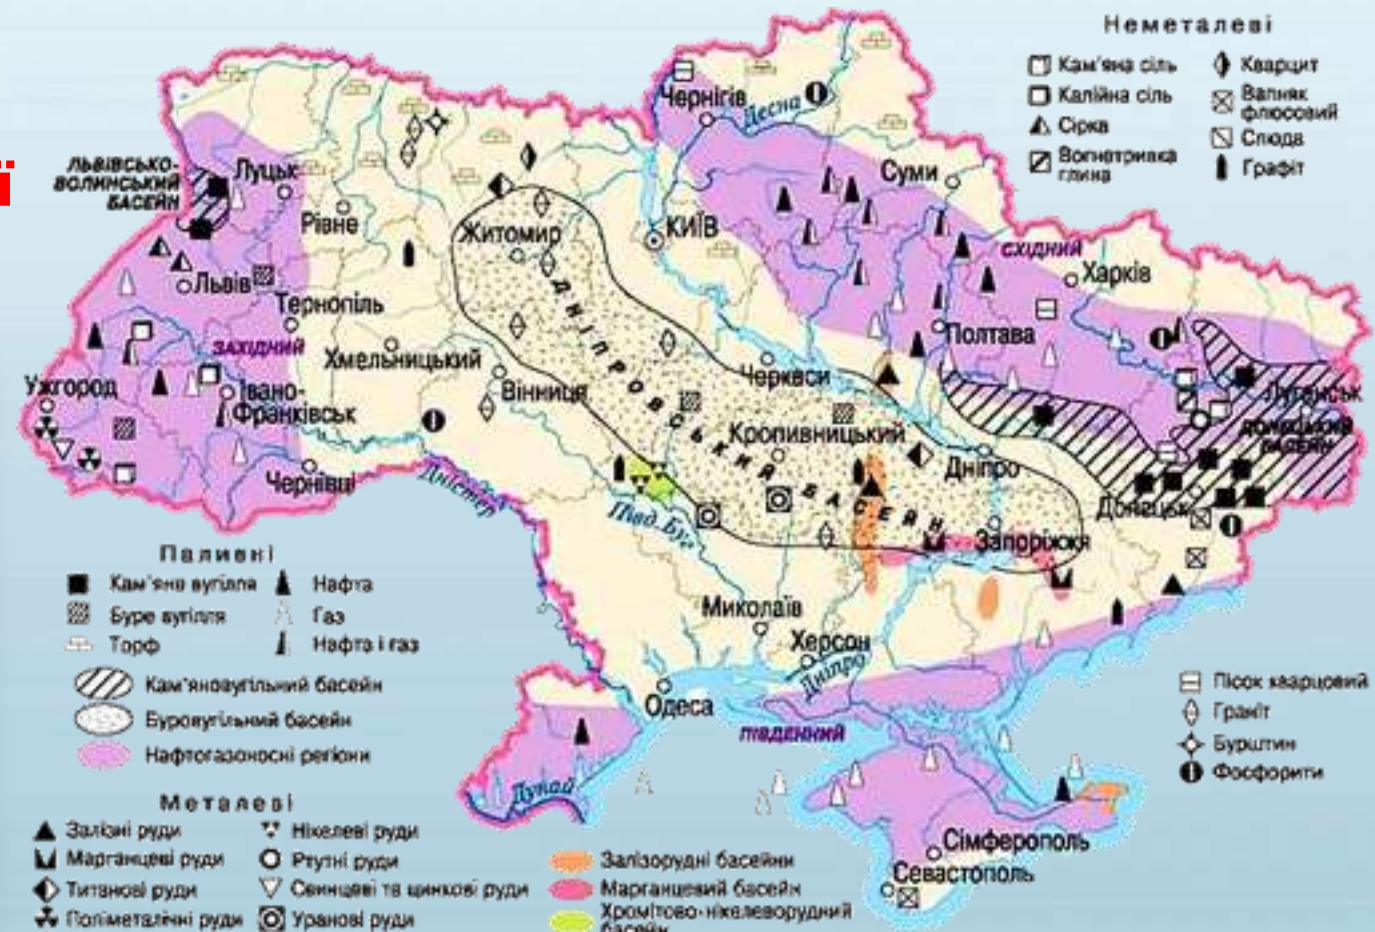 Неметалеві
Кам'яна сіль
Калійна сіль
Сірка
Вогнетривка
глина
Кварцит
Вапняк
флюсовий
Слюда
Графіт
ї
ЛЬВІВСЬКО-
ВОЛИНСЬКИЙ
БАСЕЙН
Луцьк
Рівне
Житомир
КИЇВ
Чернігів
Десна
Суми
СХІДНИЙ
Харків
Львів
Тернопіль
ЗАХІДНИЙ
Хмельницький
Вінниця
Ужгород
Івано-
Франківськ
Чернівці
Дністер
ДНІПРОВСЬКИЙ БАСЕЙН
Черкаси
Полтава
Кропивницький
Дніпро
Луганськ
ДОНЕЦЬКИЙ
БАСЕЙН
Донецьк
Запоріжжя
Півд. Буг
Миколаїв
Херсон
Дніпро
Одеса
ПІВДЕННИЙ
Дунай
Сімферополь
Севастополь
Паливні
Кам'яне вугілля
Буре вугілля
Торф
Нафта
Газ
Нафта і газ
Кам'яновугільний басейн
Буровугільний басейн
Нафтогазоносні регіони
Металеві
Залізні руди
Марганцеві руди
Титанові руди
Поліметалічні руди
Нікелеві руди
Ртутні руди
Свинцеві та цинкові руди
Уранові руди
Залізорудні басейни
Марганцевий басейн
Хромітово-нікелеворудний
басейн
Пісок кварцовий
Граніт
Бурштин
Фосфорити